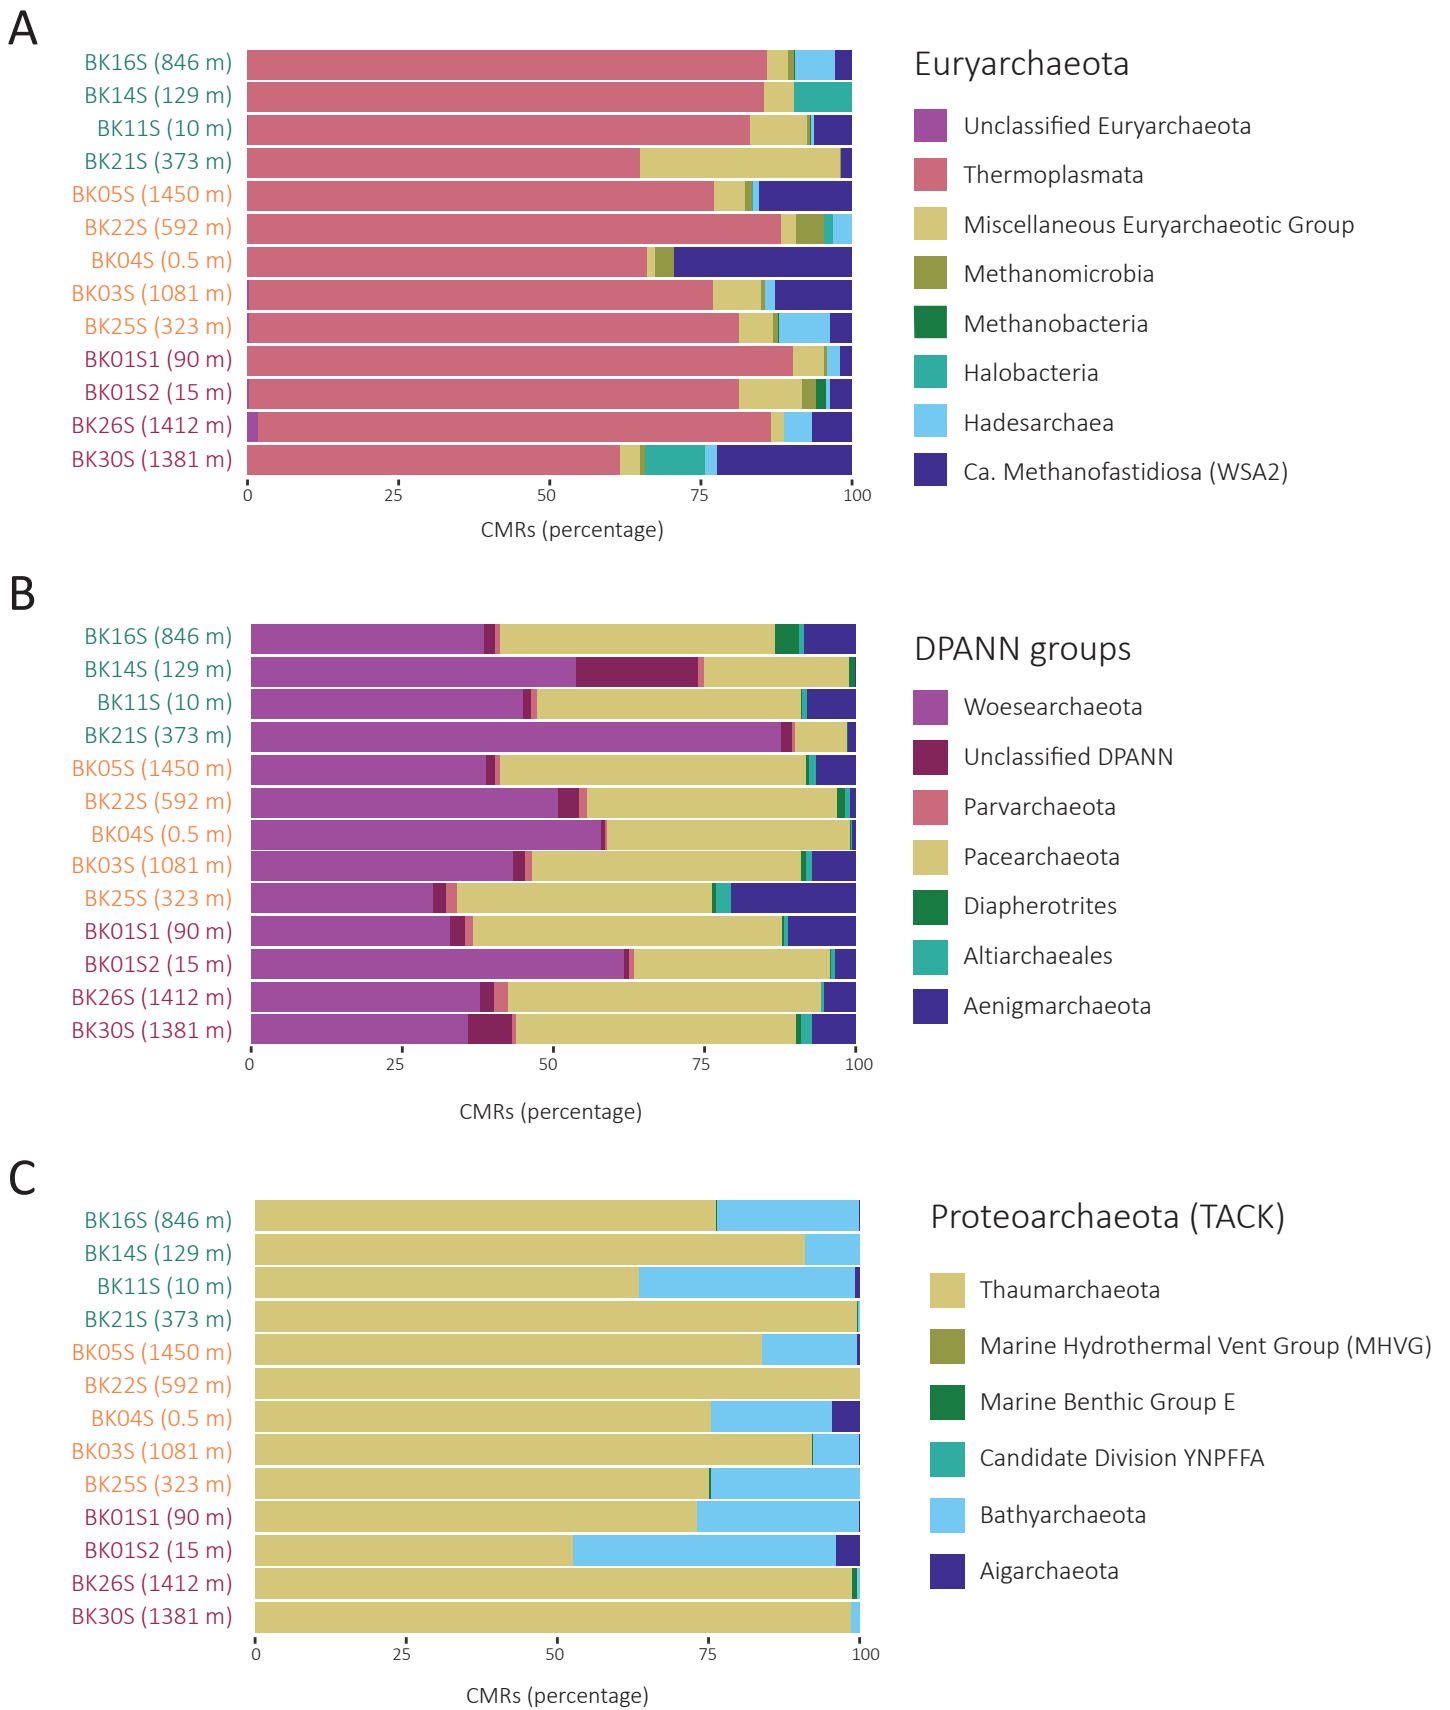 A
BK16S (846 m)
BK14S (129 m)
BK11S (10 m)
BK21S (373 m)
BK05S (1450 m)
BK22S (592 m)
BK04S (0.5 m)
BK03S (1081 m)
BK25S (323 m)
BK01S1 (90 m)
BK01S2 (15 m)
BK26S (1412 m)
BK30S (1381 m)
0 25 50 75 100
CMRs (percentage)
Euryarchaeota
Unclassified Euryarchaeota
Thermoplasmata
Miscellaneous Euryarchaeotic Group
Methanomicrobia
Methanobacteria
Halobacteria
Hadesarchaea
Ca. Methanofastidiosa (WSA2)
B
BK16S (846 m)
BK14S (129 m)
BK11S (10 m)
BK21S (373 m)
BK05S (1450 m)
BK22S (592 m)
BK04S (0.5 m)
BK03S (1081 m)
BK25S (323 m)
BK01S1 (90 m)
BK01S2 (15 m)
BK26S (1412 m)
BK30S (1381 m)
0 25 50 75 100
CMRs (percentage)
DPANN groups
Woesearchaeota
Unclassified DPANN
Parvarchaeota
Pacearchaeota
Diapherotrites
Altiarchaeales
Aenigmarchaeota
C
BK16S (846 m)
BK14S (129 m)
BK11S (10 m)
BK21S (373 m)
BK05S (1450 m)
BK22S (592 m)
BK04S (0.5 m)
BK03S (1081 m)
BK25S (323 m)
BK01S1 (90 m)
BK01S2 (15 m)
BK26S (1412 m)
BK30S (1381 m)
0 25 50 75 100
CMRs (percentage)
Proteoarchaeota (TACK)
Thaumarchaeota
Marine Hydrothermal Vent Group (MHVG)
Marine Benthic Group E
Candidate Division YNPFFA
Bathyarchaeota
Aigarchaeota